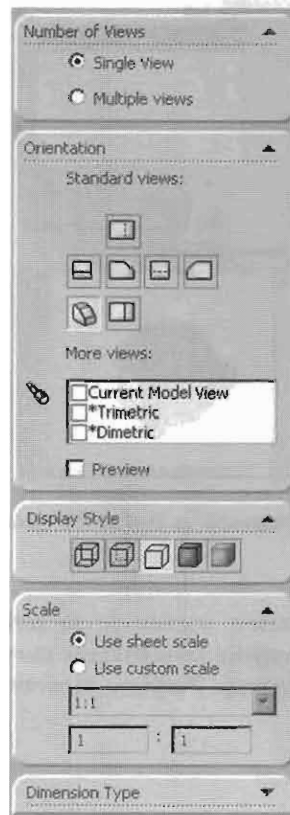 Number of Views
Single View
Multiple views
Orientation
Standard views:
More views:
Current Model View
*Trimetric
*Dimetric
Preview
Display Style
Scale
Use sheet scale
Use custom scale
1:1
1 : 1
Dimension Type